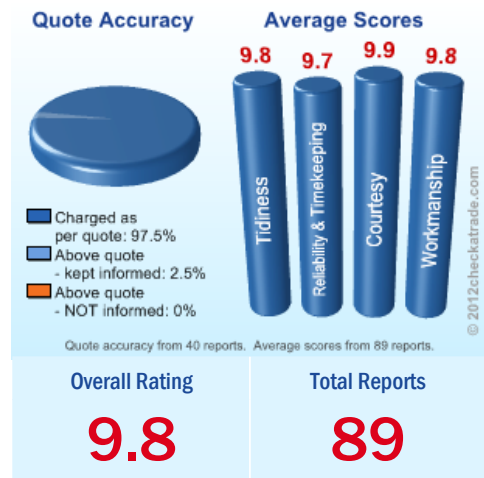 Quote Accuracy
Average Scores
9.8
9.7
9.9
9.8
Tidiness
Reliability & Timekeeping
Courtesy
Workmanship
Charged as
per quote: 97.5%
Above quote
- kept informed: 2.5%
Above quote
- NOT informed: 0%
© 2012checkatrade.com
Quote accuracy from 40 reports. Average scores from 89 reports.
Overall Rating
9.8
Total Reports
89